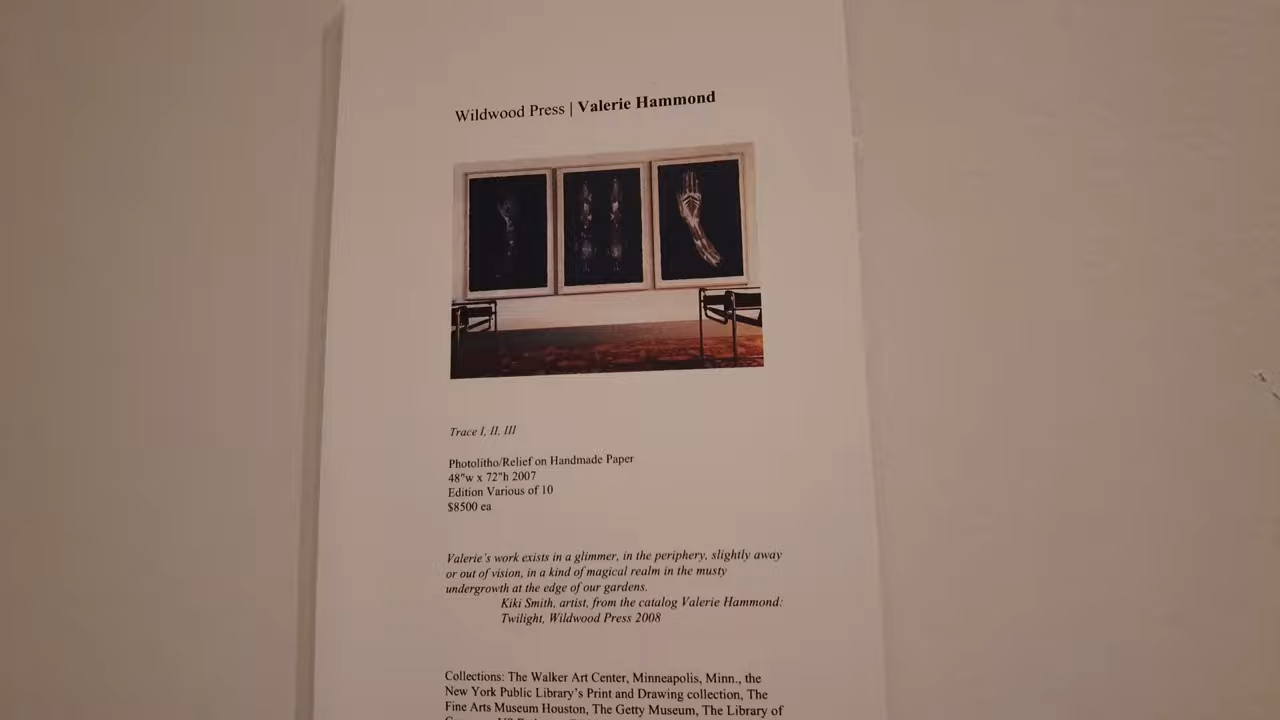 Wildwood Press | Valerie Hammond
Trace I, II, III
Photolitho/Relief on Handmade Paper
48"w x 72"h 2007
Edition Various of 10
$8500 ea
Valerie's work exists in a glimmer, in the periphery, slightly away
or out of vision, in a kind of magical realm in the musty
undergrowth at the edge of our gardens.
Kiki Smith, artist, from the catalog Valerie Hammond:
Twilight, Wildwood Press 2008
Collections: The Walker Art Center, Minneapolis, Minn., the
New York Public Library's Print and Drawing collection, The
Fine Arts Museum Houston, The Getty Museum, The Library of